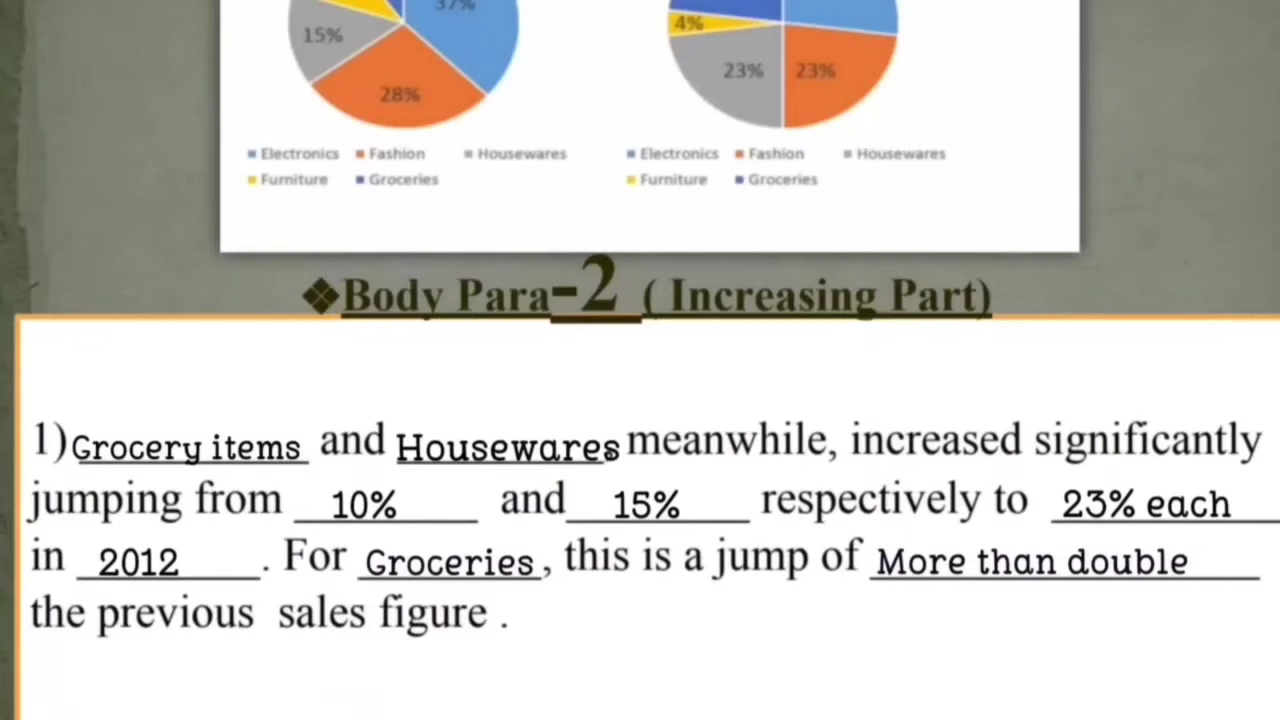 37%
4%
15%
23%
23%
28%
Electronics Fashion Housewares
Electronics Fashion Housewares
Furniture Groceries
Furniture Groceries
❖Body Para-2 ( Increasing Part)
1) Grocery items and Housewares meanwhile, increased significantly
jumping from 10% and 15% respectively to 23% each
in 2012 . For Groceries, this is a jump of More than double
the previous sales figure .